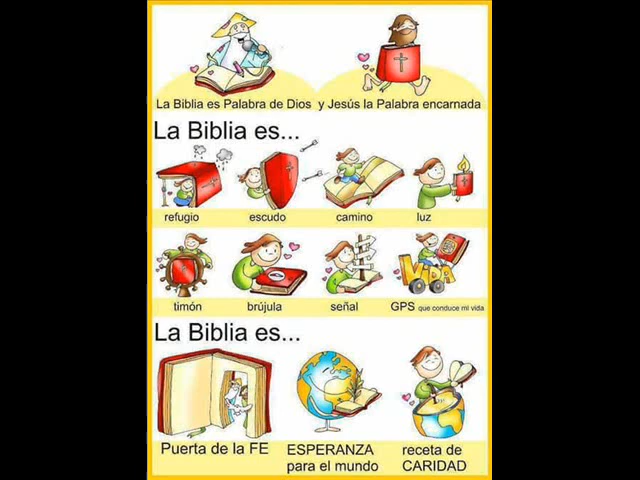 La Biblia es Palabra de Dios y Jesús la Palabra encarnada
La Biblia es...
refugio escudo camino luz
timón brújula señal GPS que conduce mi vida
VIDA
La Biblia es...
Puerta de la FE
ESPERANZA
para el mundo
receta de
CARIDAD